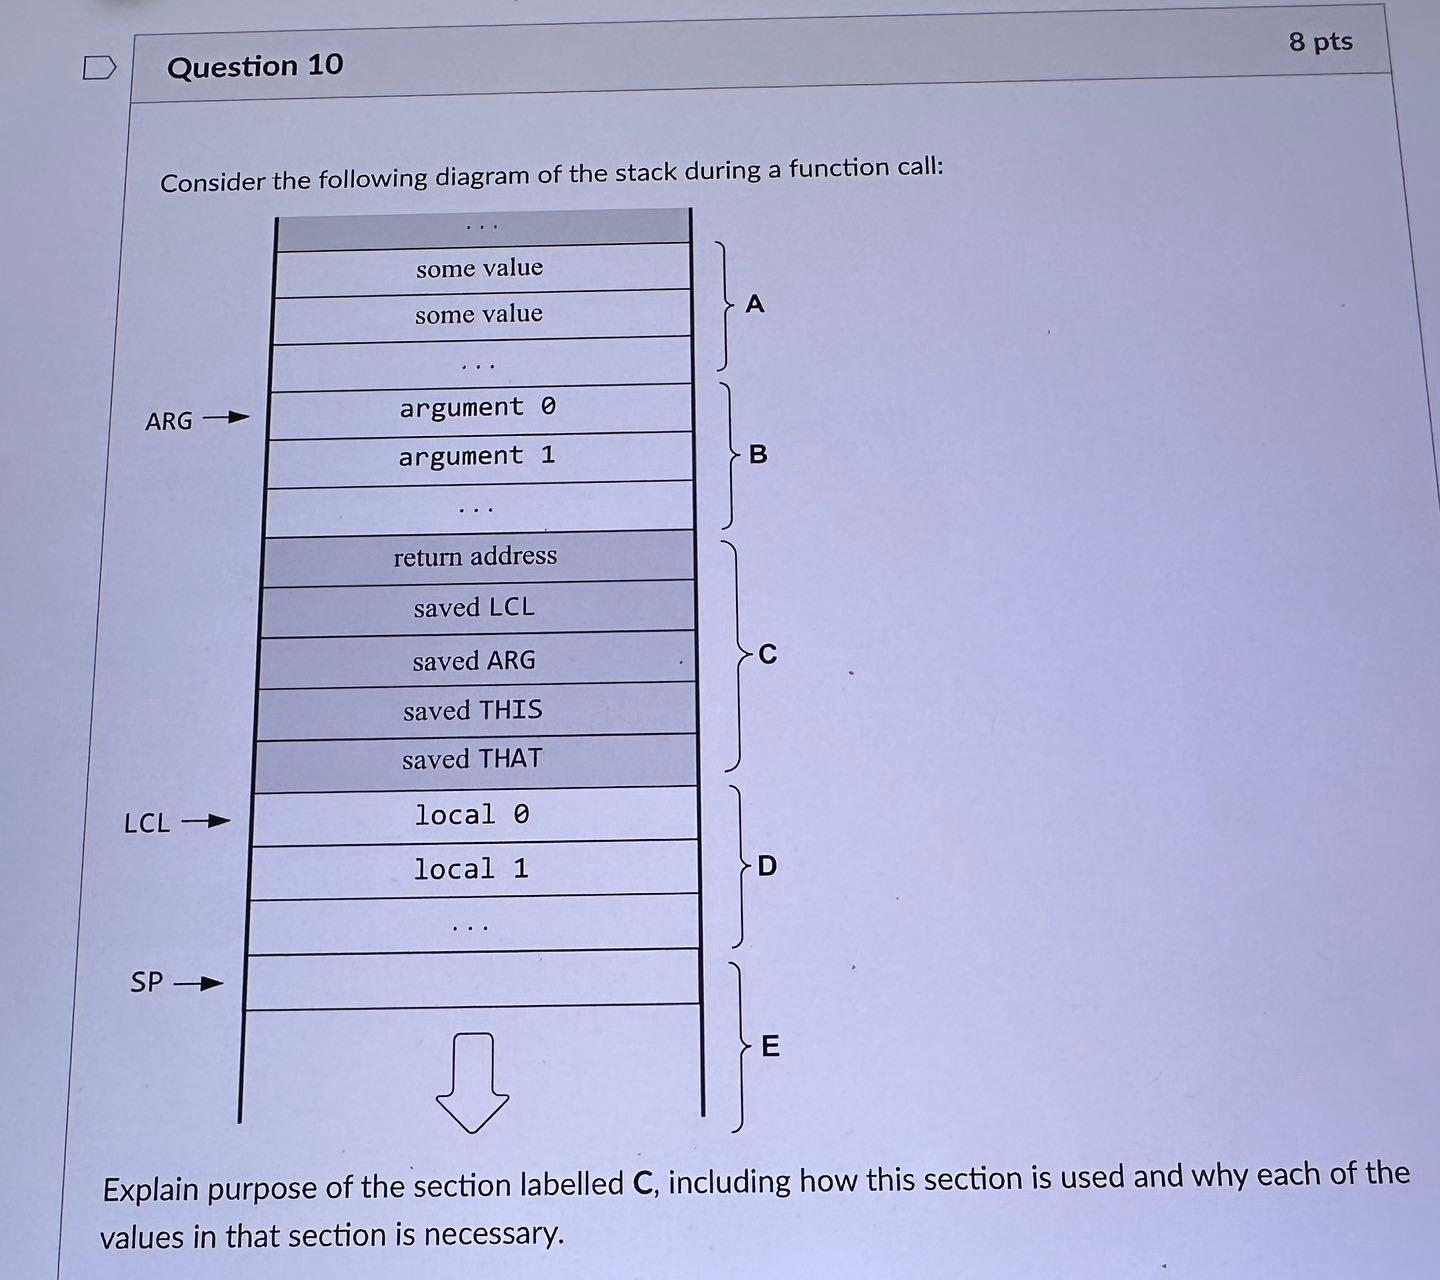 Question 10
8 pts
Consider the following diagram of the stack during a function call:
...
some value
some value
...
A
ARG
argument 0
argument 1
...
B
return address
saved LCL
saved ARG
saved THIS
saved THAT
C
LCL
local 0
local 1
...
D
SP
E
Explain purpose of the section labelled C, including how this section is used and why each of the
values in that section is necessary.